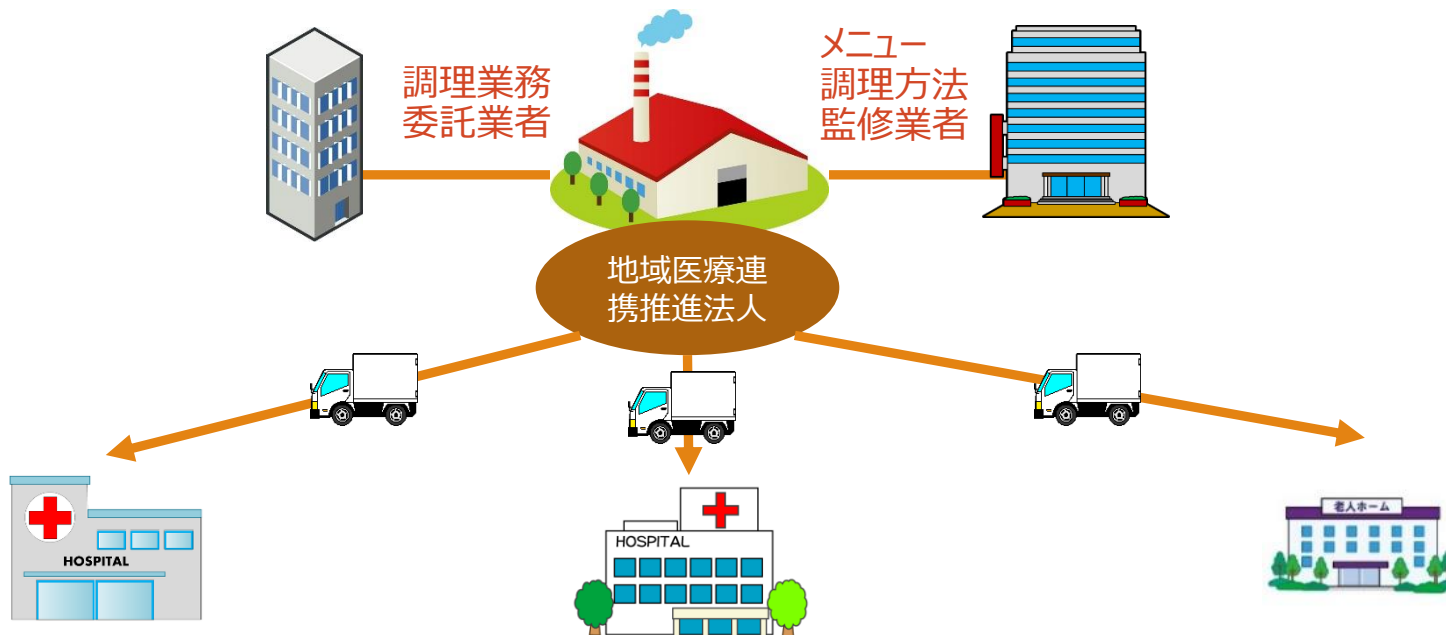 調理業務
委託業者
メニュー
調理方法
監修業者
地域医療連
携推進法人
HOSPITAL
HOSPITAL
老人ホーム